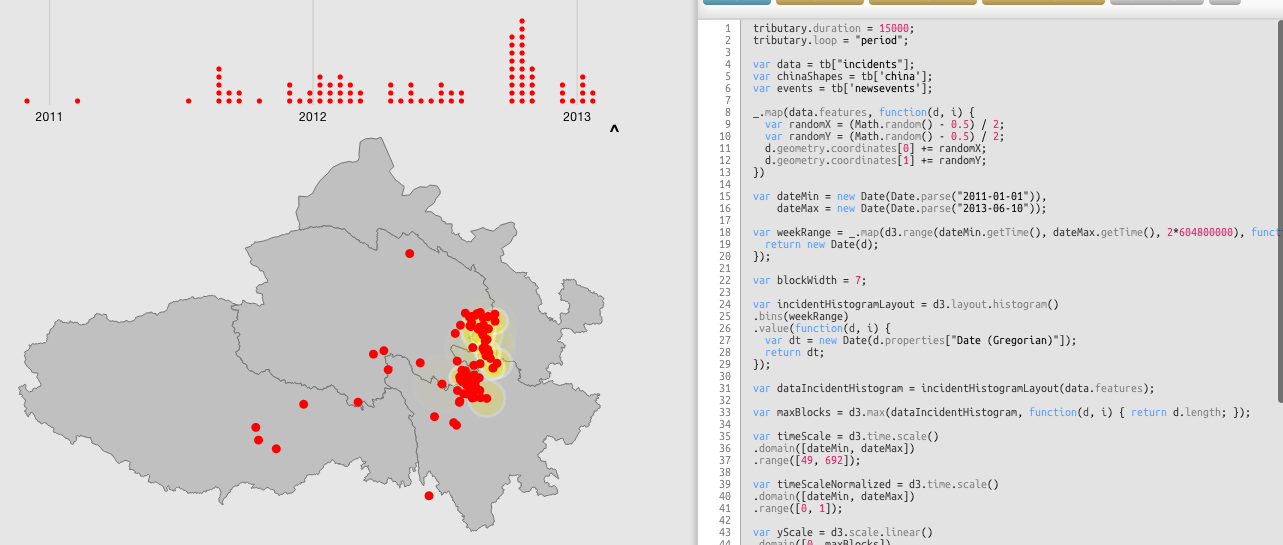 2011
2012
2013
^
1 tributary.duration = 15000;
2 tributary.loop = "period";
3
4 var data = tb["incidents"];
5 var chinaShapes = tb['china'];
6 var events = tb['newsevents'];
7
8 _.map(data.features, function(d, i) {
9   var randomX = (Math.random() - 0.5) / 2;
10   var randomY = (Math.random() - 0.5) / 2;
11   d.geometry.coordinates[0] += randomX;
12   d.geometry.coordinates[1] += randomY;
13 })
14
15 var dateMin = new Date(Date.parse("2011-01-01")),
16     dateMax = new Date(Date.parse("2013-06-10"));
17
18 var weekRange = _.map(d3.range(dateMin.getTime(), dateMax.getTime(), 2*604800000), funct
19   return new Date(d);
20 });
21
22 var blockWidth = 7;
23
24 var incidentHistogramLayout = d3.layout.histogram()
25 .bins(weekRange)
26 .value(function(d, i) {
27   var dt = new Date(d.properties["Date (Gregorian)"]);
28   return dt;
29 });
30
31 var dataIncidentHistogram = incidentHistogramLayout(data.features);
32
33 var maxBlocks = d3.max(dataIncidentHistogram, function(d, i) { return d.length; });
34
35 var timeScale = d3.time.scale()
36 .domain([dateMin, dateMax])
37 .range([49, 692]);
38
39 var timeScaleNormalized = d3.time.scale()
40 .domain([dateMin, dateMax])
41 .range([0, 1]);
42
43 var yScale = d3.scale.linear()
44 .domain([0, maxBlocks])